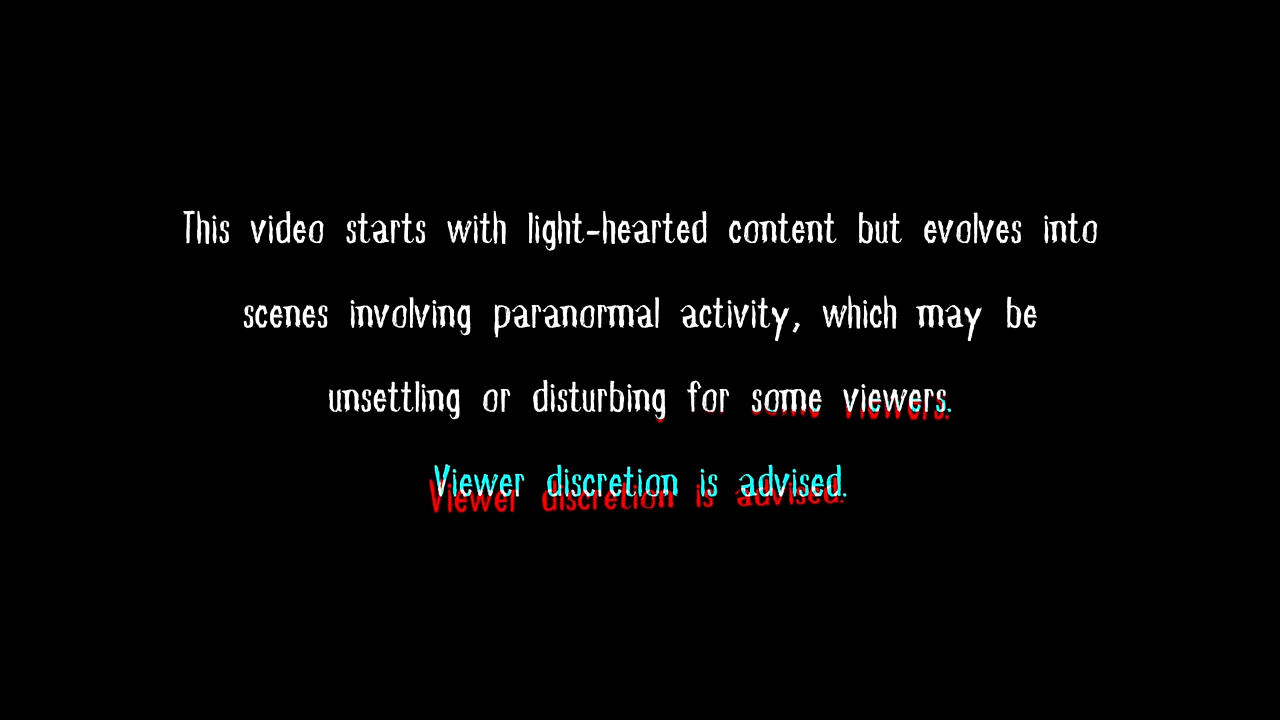 This video starts with light-hearted content but evolves into
scenes involving paranormal activity, which may be
unsettling or disturbing for some viewers.
Viewer discretion is advised.